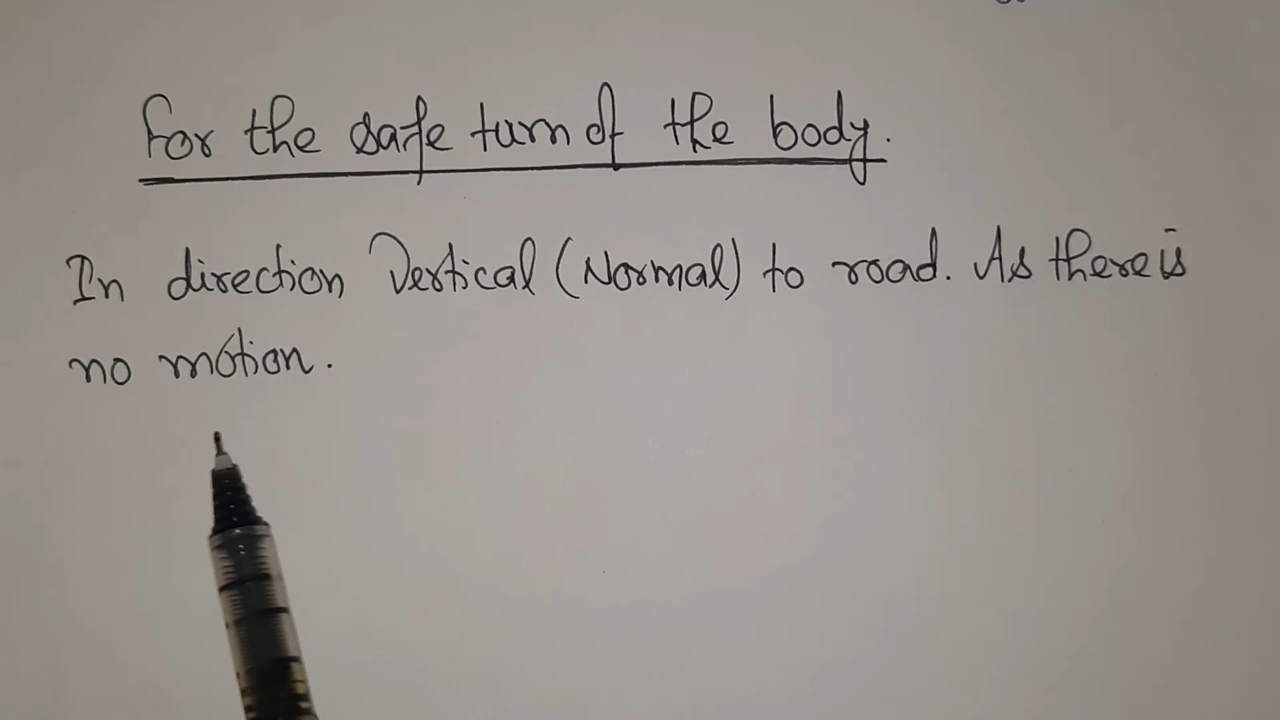 For the safe turn of the body.
In direction Vertical (Normal) to road. As there is
no motion.